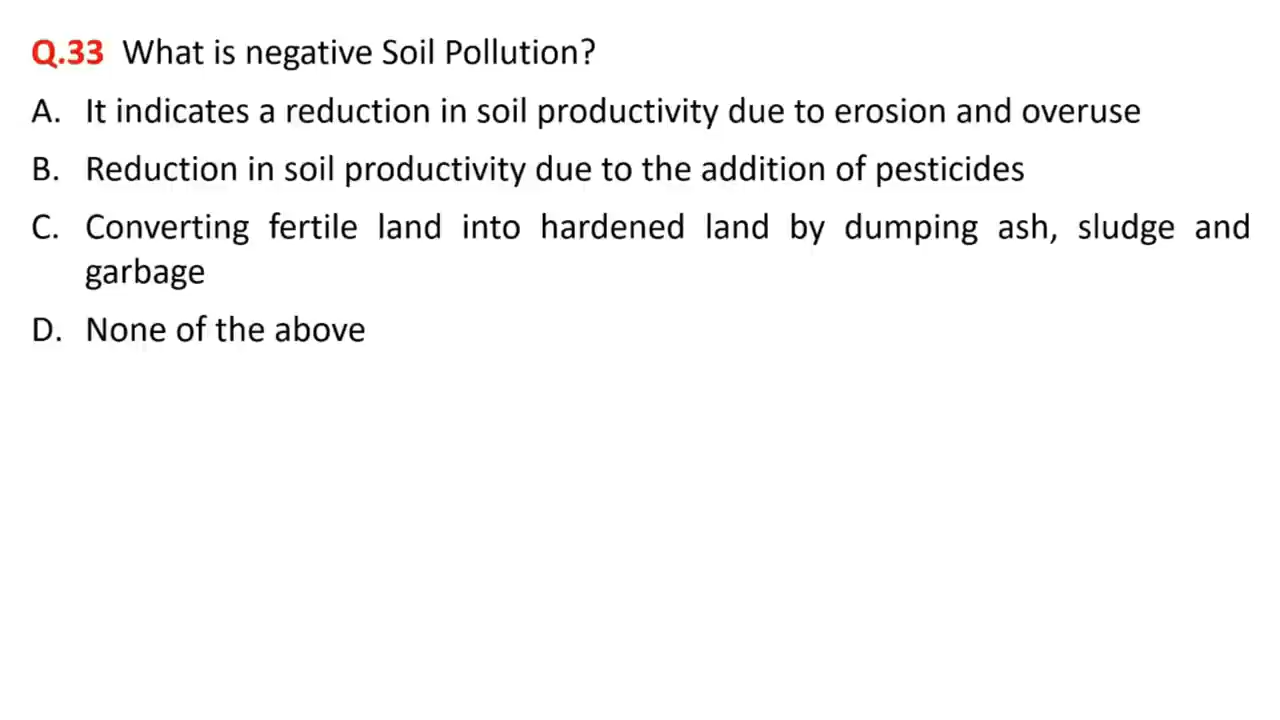 Q.33 What is negative Soil Pollution?
A. It indicates a reduction in soil productivity due to erosion and overuse
B. Reduction in soil productivity due to the addition of pesticides
C. Converting fertile land into hardened land by dumping ash, sludge and
garbage
D. None of the above